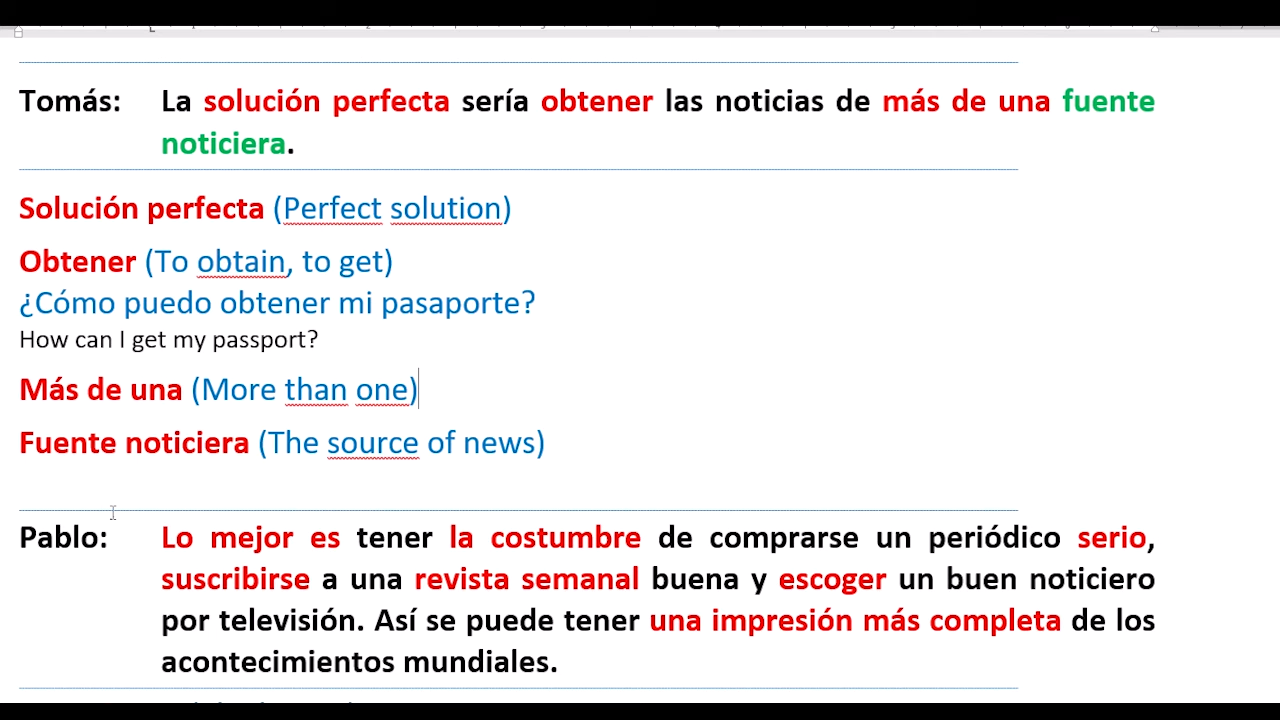 Tomás: La solución perfecta sería obtener las noticias de más de una fuente
noticiera.
Solución perfecta (Perfect solution)
Obtener (To obtain, to get)
¿Cómo puedo obtener mi pasaporte?
How can I get my passport?
Más de una (More than one)
Fuente noticiera (The source of news)
Pablo: Lo mejor es tener la costumbre de comprarse un periódico serio,
suscribirse a una revista semanal buena y escoger un buen noticiero
por televisión. Así se puede tener una impresión más completa de los
acontecimientos mundiales.